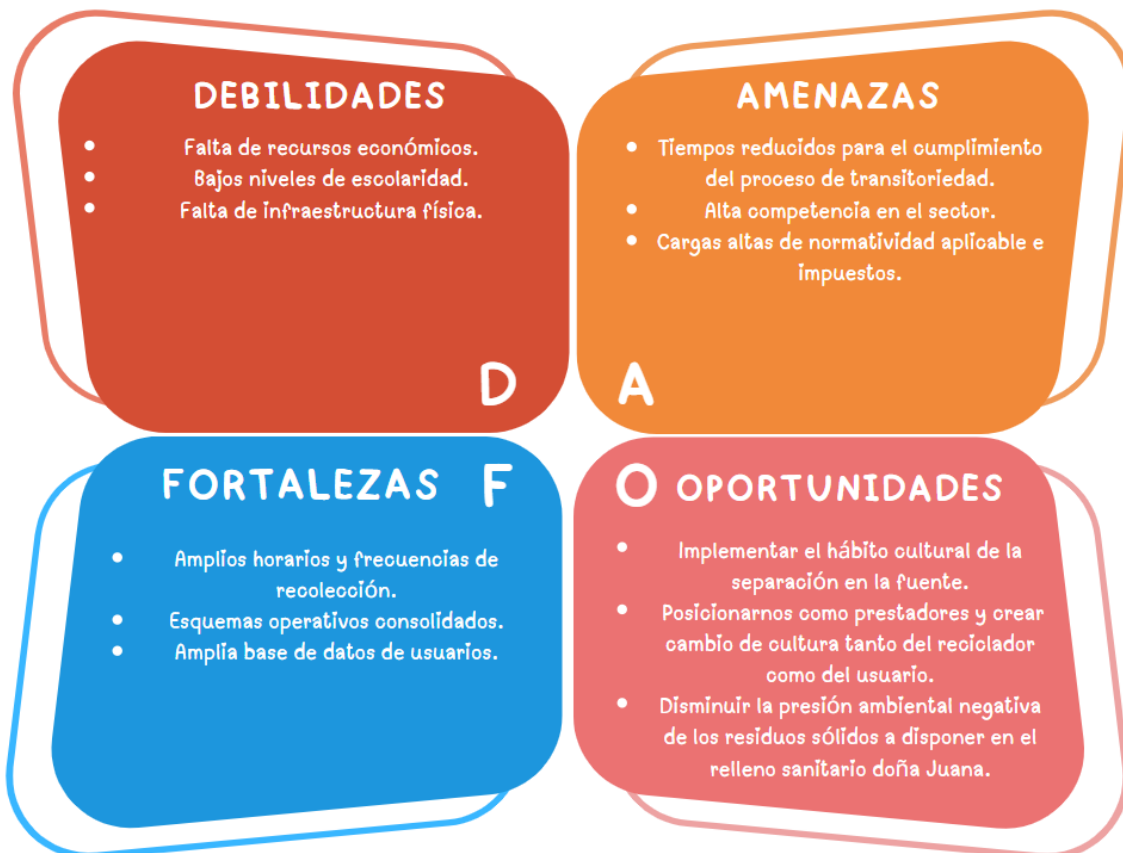 DEBILIDADES
• Falta de recursos económicos.
• Bajos niveles de escolaridad.
• Falta de infraestructura física.
D
AMENAZAS
• Tiempos reducidos para el cumplimiento
del proceso de transitoriedad.
• Alta competencia en el sector.
• Cargas altas de normatividad aplicable e
impuestos.
A
FORTALEZAS F
• Amplios horarios y frecuencias de
recolección.
• Esquemas operativos consolidados.
• Amplia base de datos de usuarios.
O OPORTUNIDADES
• Implementar el hábito cultural de la
separación en la fuente.
• Posicionarnos como prestadores y crear
cambio de cultura tanto del reciclador
como del usuario.
• Disminuir la presión ambiental negativa
de los residuos sólidos a disponer en el
relleno sanitario doña Juana.